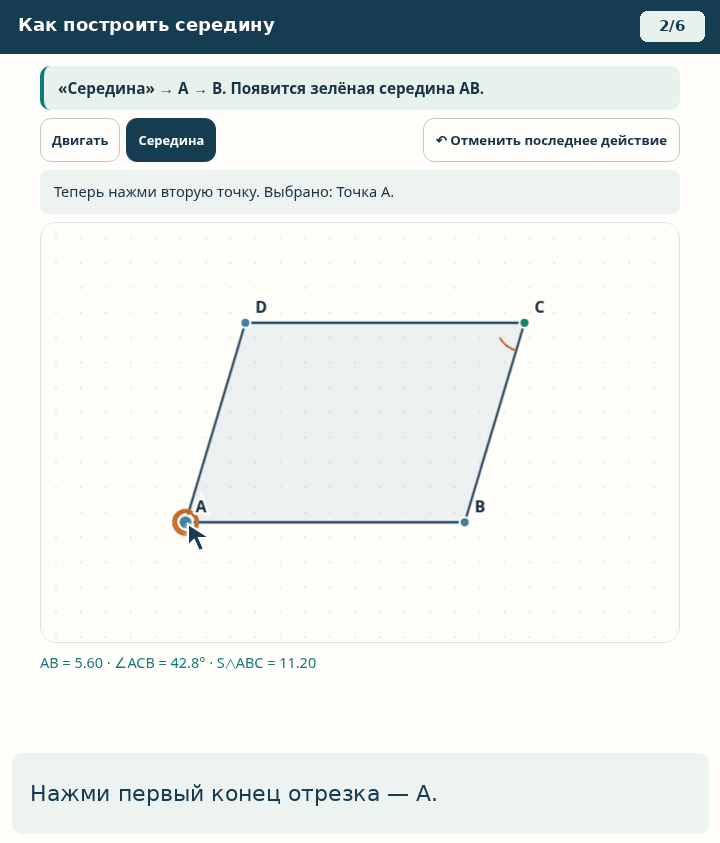 Как построить середину
2/6
«Середина» → A → B. Появится зелёная середина AB.
Двигать
Середина
↶ Отменить последнее действие
Теперь нажми вторую точку. Выбрано: Точка A.
D
C
A
B
AB = 5.60 · ∠ACB = 42.8° · S△ABC = 11.20
Нажми первый конец отрезка — A.